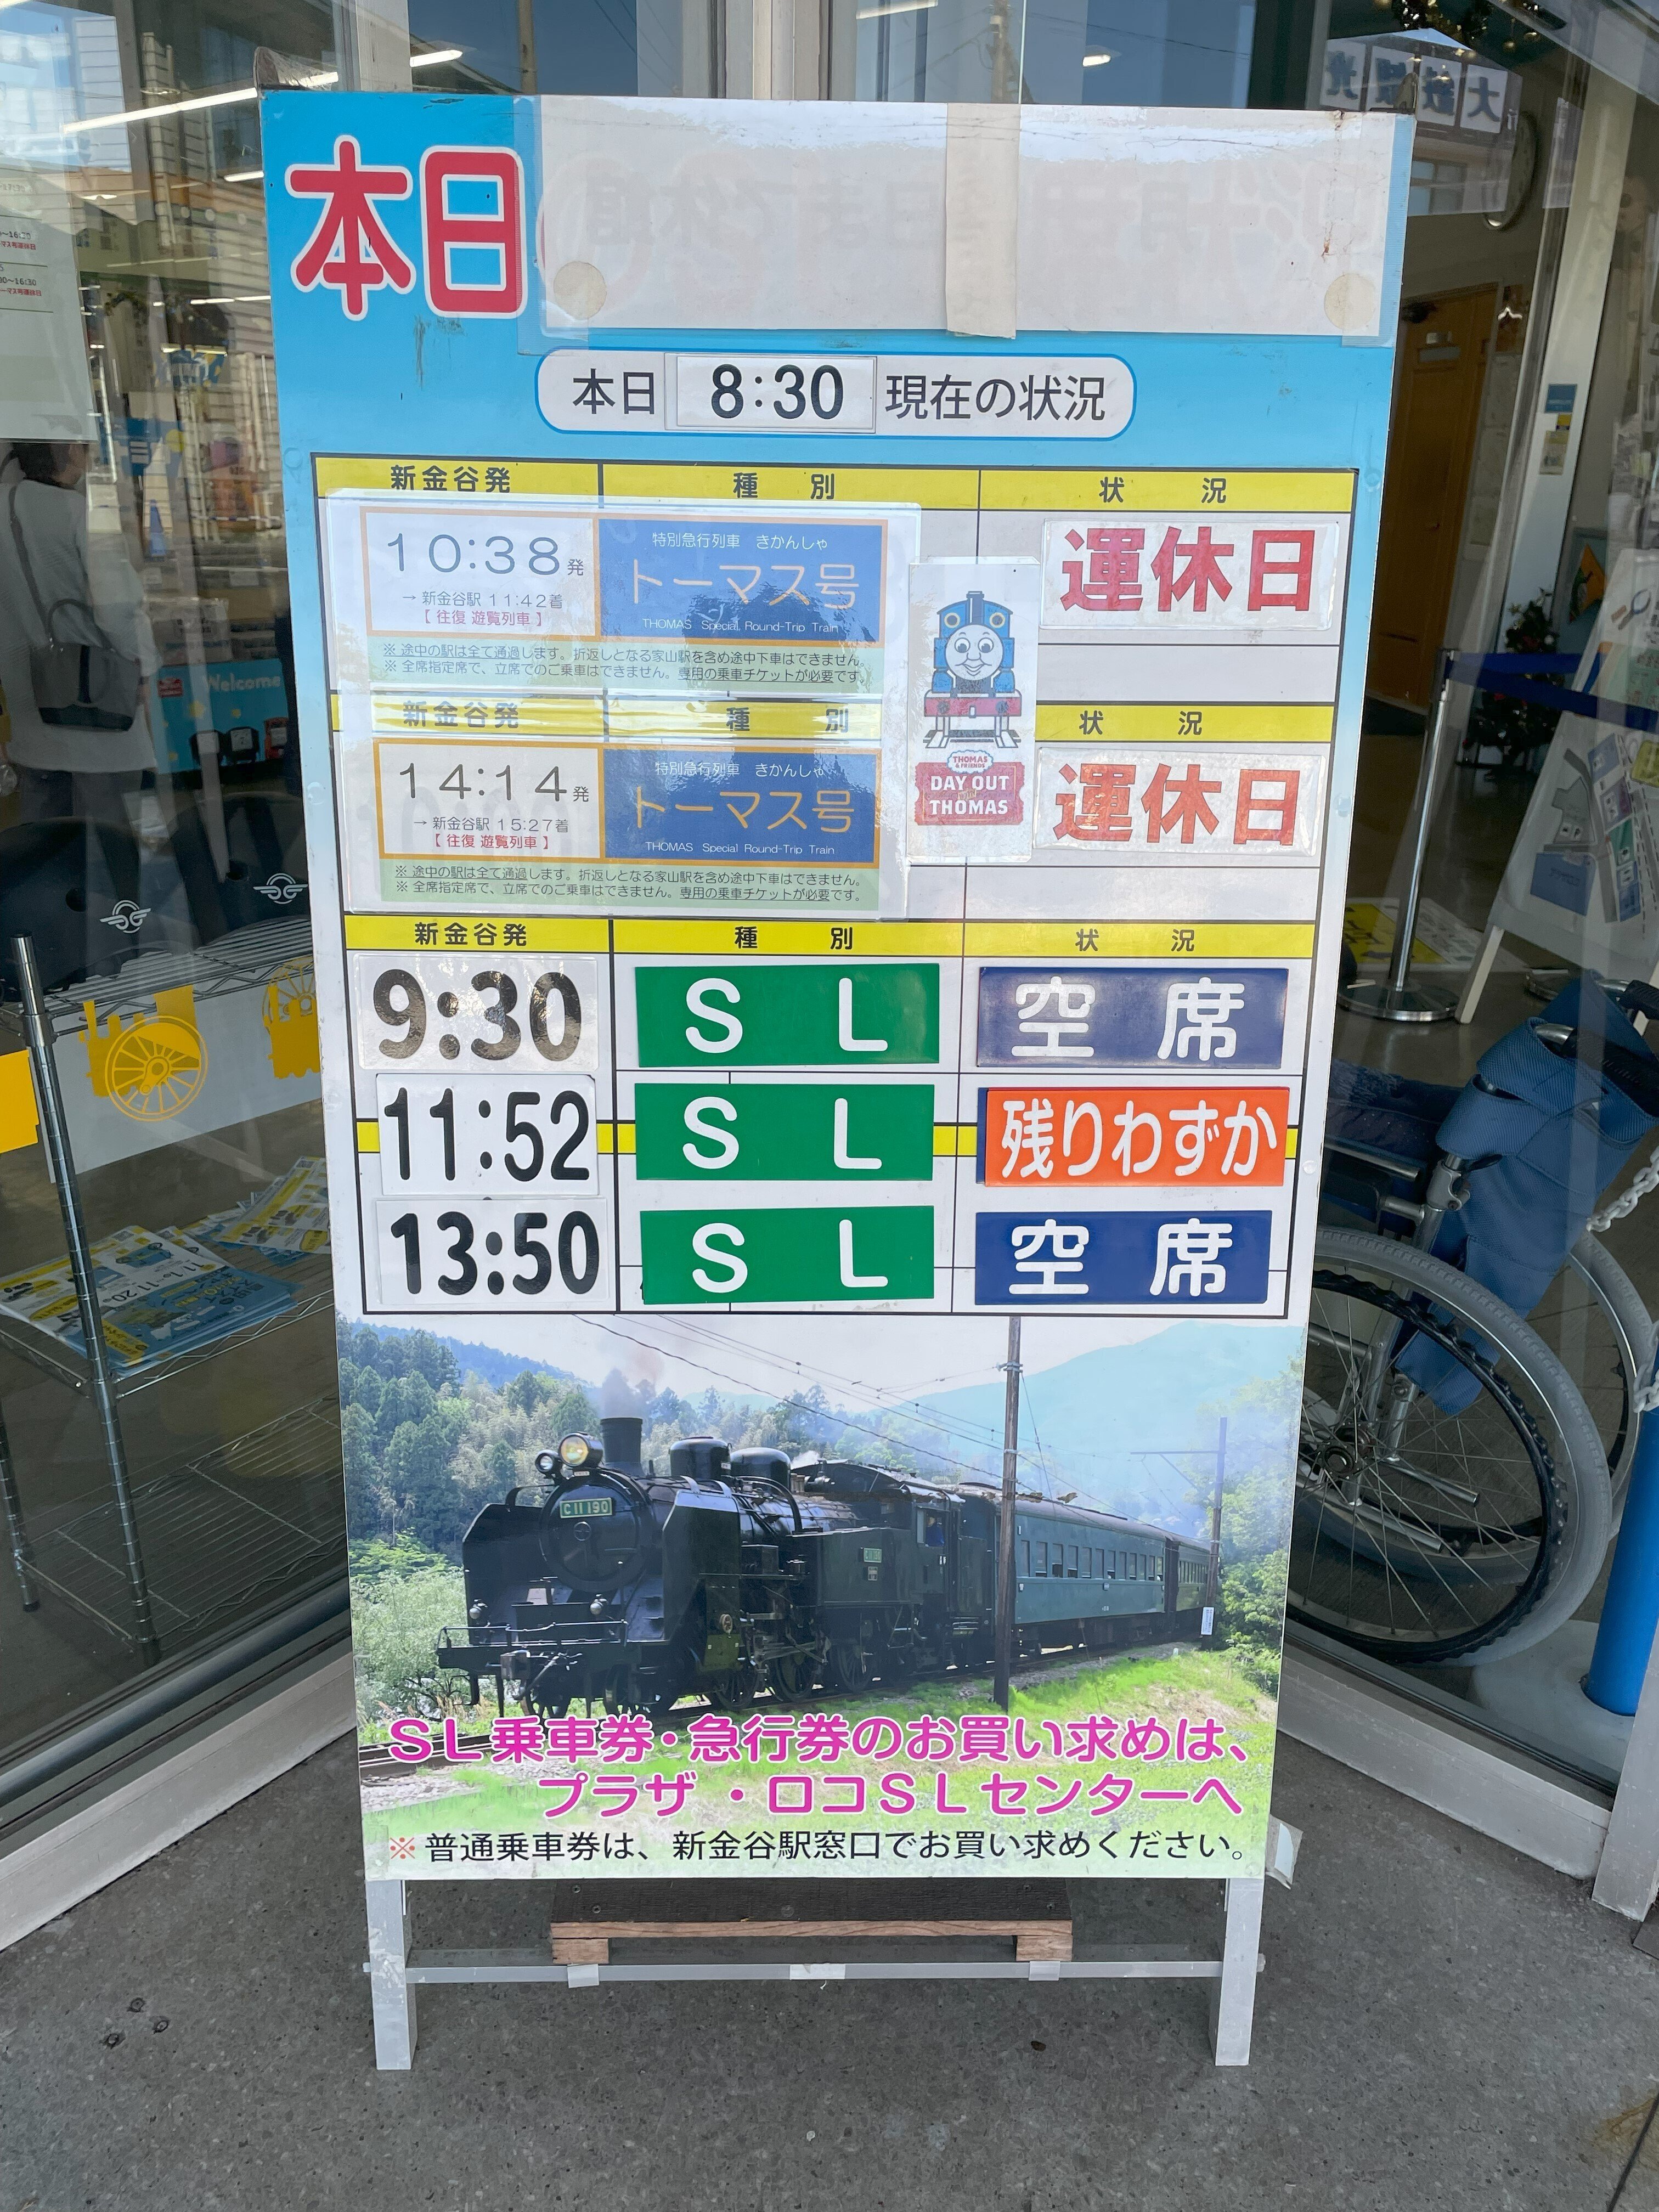 本日
本日 8:30 現在の状況
新金谷発 種別 状況
10:38発 特別急行列車 きかんしゃ
トーマス号 運休日
→ 新金谷駅 11:42着
【 往復 遊覧列車 】 THOMAS Special Round-Trip Train
※ 途中の駅は全て通過します。折返しとなる家山駅を含め途中下車はできません。
※ 全席指定席で、立席でのご乗車はできません。専用の乗車チケットが必要です。
新金谷発 種別 状況
14:14発 特別急行列車 きかんしゃ
トーマス号 運休日
→ 新金谷駅 15:27着
【 往復 遊覧列車 】 THOMAS Special Round-Trip Train
THOMAS
& FRIENDS
DAY OUT
WITH
THOMAS
※ 途中の駅は全て通過します。折返しとなる家山駅を含め途中下車はできません。
※ 全席指定席で、立席でのご乗車はできません。専用の乗車チケットが必要です。
新金谷発 種別 状況
9:30 SL 空席
11:52 SL 残りわずか
13:50 SL 空席
C11190
SL乗車券・急行券のお買い求めは、
プラザ・ロコSLセンターへ
※ 普通乗車券は、新金谷駅窓口でお買い求めください。
Welcome